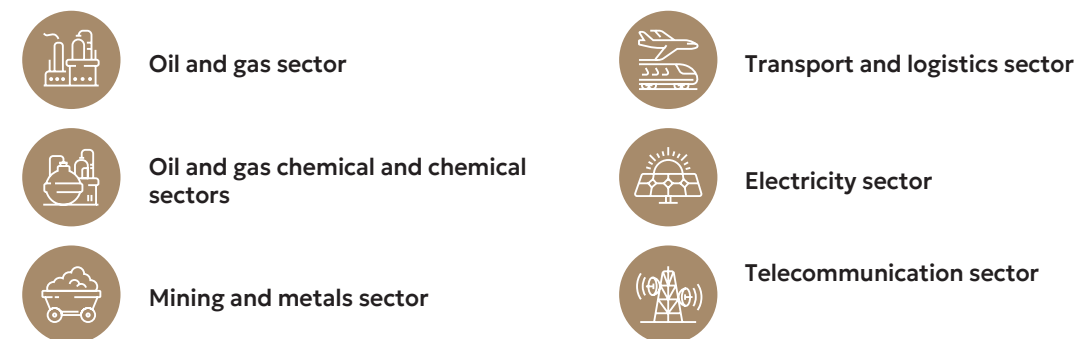 Oil and gas sector
Oil and gas chemical and chemical
sectors
Mining and metals sector
Transport and logistics sector
Electricity sector
Telecommunication sector